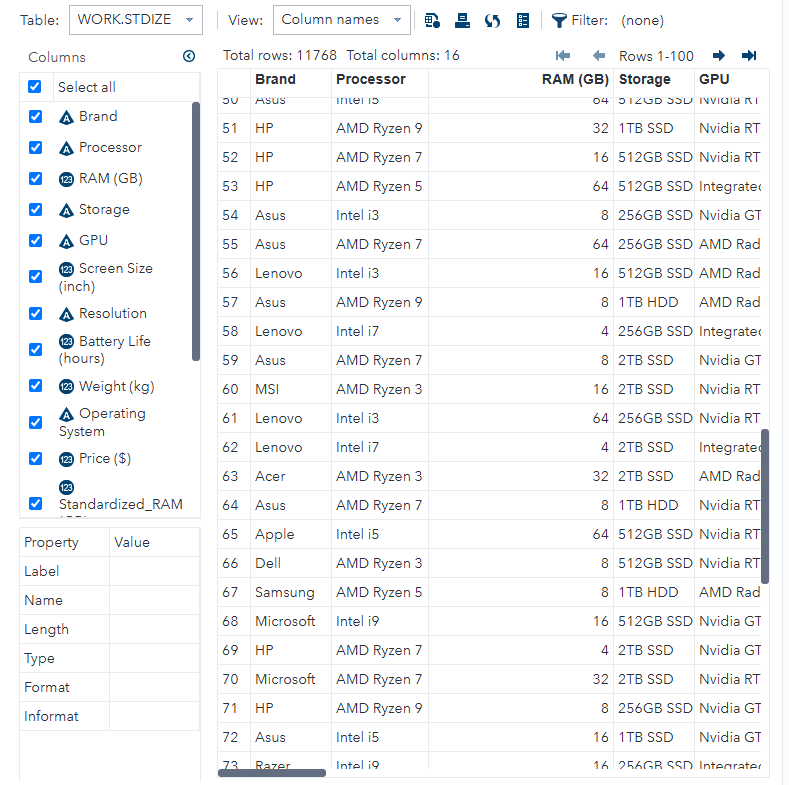 Table: WORK.STDIZE View: Column names Filter: (none)
Columns
Total rows: 11768 Total columns: 16 Rows 1-100
Select all
Brand
Processor
RAM (GB)
Storage
GPU
Screen Size
(inch)
Resolution
Battery Life
(hours)
Weight (kg)
Operating
System
Price ($)
Standardized_RAM
Property Value
Label
Name
Length
Type
Format
Informat
Brand Processor RAM (GB) Storage GPU
50 Asus Intel i5 64 512GB SSD Nvidia RT
51 HP AMD Ryzen 9 32 1TB SSD Nvidia RT
52 HP AMD Ryzen 7 16 512GB SSD Nvidia RT
53 HP AMD Ryzen 5 64 512GB SSD Integrated
54 Asus Intel i3 8 256GB SSD Nvidia GT
55 Asus AMD Ryzen 7 64 256GB SSD AMD Rad
56 Lenovo Intel i3 16 512GB SSD AMD Rad
57 Asus AMD Ryzen 9 8 1TB HDD AMD Rad
58 Lenovo Intel i7 4 256GB SSD Integrated
59 Asus AMD Ryzen 7 8 2TB SSD Nvidia GT
60 MSI AMD Ryzen 3 16 2TB SSD Nvidia RT
61 Lenovo Intel i3 64 256GB SSD Nvidia RT
62 Lenovo Intel i7 4 2TB SSD Integrated
63 Acer AMD Ryzen 3 32 2TB SSD AMD Rad
64 Asus AMD Ryzen 7 8 1TB HDD Nvidia RT
65 Apple Intel i5 64 512GB SSD Nvidia RT
66 Dell AMD Ryzen 3 8 512GB SSD Nvidia RT
67 Samsung AMD Ryzen 5 8 1TB HDD AMD Rad
68 Microsoft Intel i9 16 512GB SSD Nvidia GT
69 HP AMD Ryzen 7 4 2TB SSD Nvidia GT
70 Microsoft AMD Ryzen 7 32 2TB SSD Nvidia RT
71 HP AMD Ryzen 9 8 256GB SSD Nvidia GT
72 Asus Intel i5 16 1TB SSD Nvidia GT
73 Razer Intel i9 16 256GB SSD Integrated